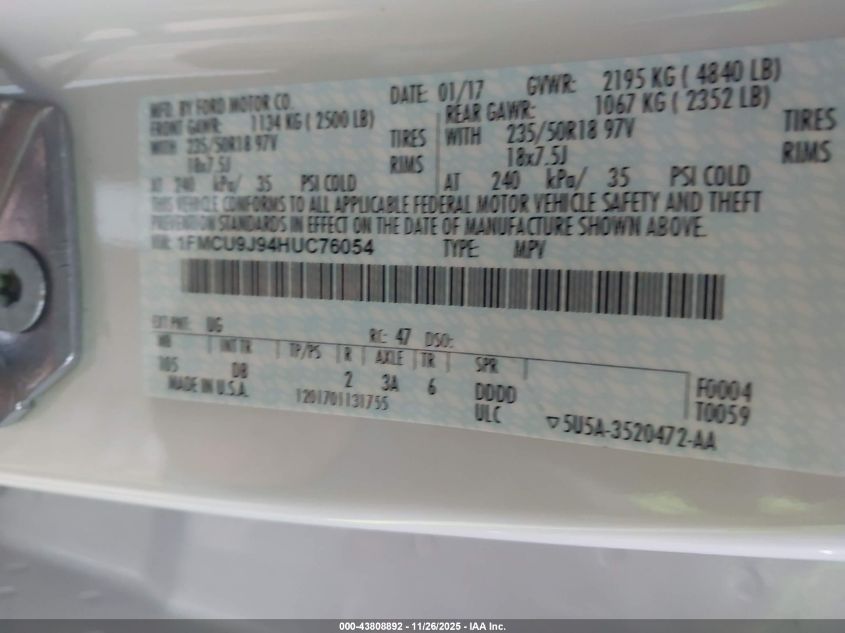 MFD. BY FORD MOTOR CO. DATE: 01/17 GVWR: 2195 KG ( 4840 LB)
FRONT GAWR: 1134 KG ( 2500 LB) REAR GAWR: 1067 KG ( 2352 LB)
WITH 235/50R18 97V TIRES WITH 235/50R18 97V TIRES
18x7.5J RIMS 18x7.5J RIMS
AT 240 kPa/ 35 PSI COLD AT 240 kPa/ 35 PSI COLD
THIS VEHICLE CONFORMS TO ALL APPLICABLE FEDERAL MOTOR VEHICLE SAFETY AND THEFT
PREVENTION STANDARDS IN EFFECT ON THE DATE OF MANUFACTURE SHOWN ABOVE.
VIN: 1FMCU9J94HUC76054 TYPE: MPV
EXT PNT: UG RC: 47 DSO:
WB INT TR TP/PS R AXLE TR SPR
105 DB 2 3A 6 DDDD F0004
MADE IN U.S.A. 1201701131755 ULC T0059
▽5U5A-3520472-AA
000-43808892 - 11/26/2025 - IAA Inc.